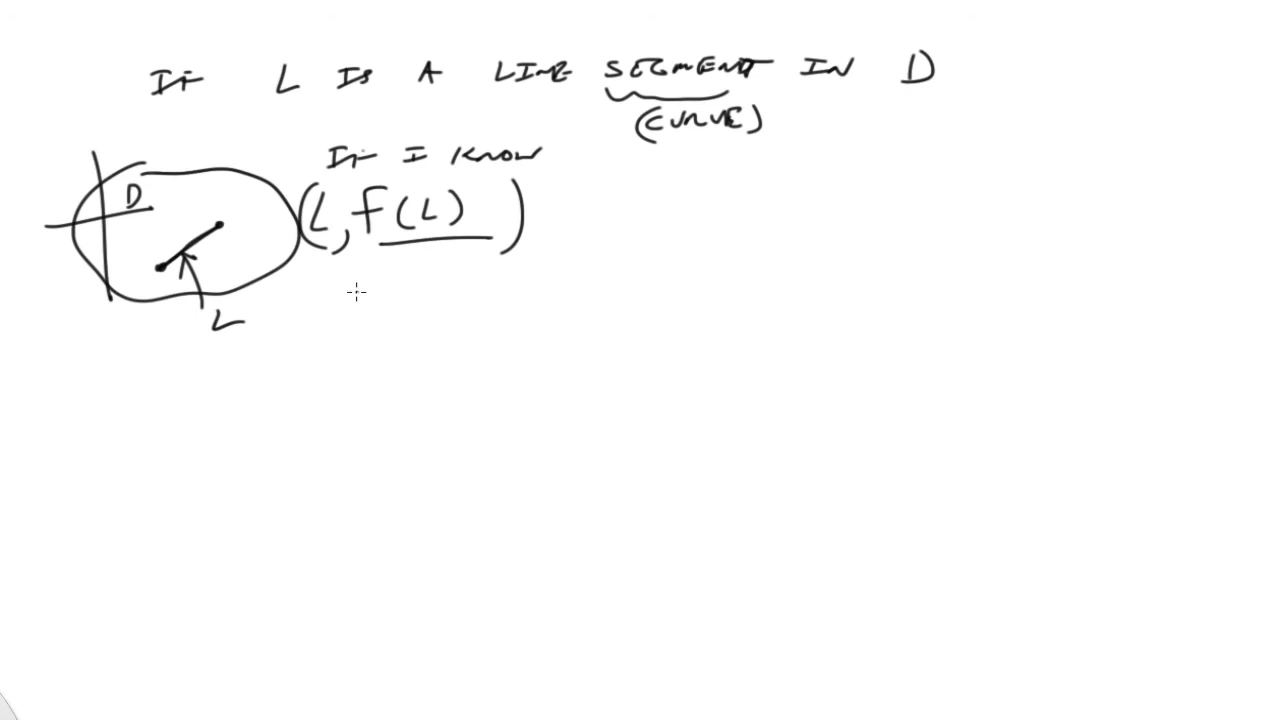 IF L IS A LINE SEGMENT IN D
(CURVE)
IF I KNOW
D
(L, f(L) )
L